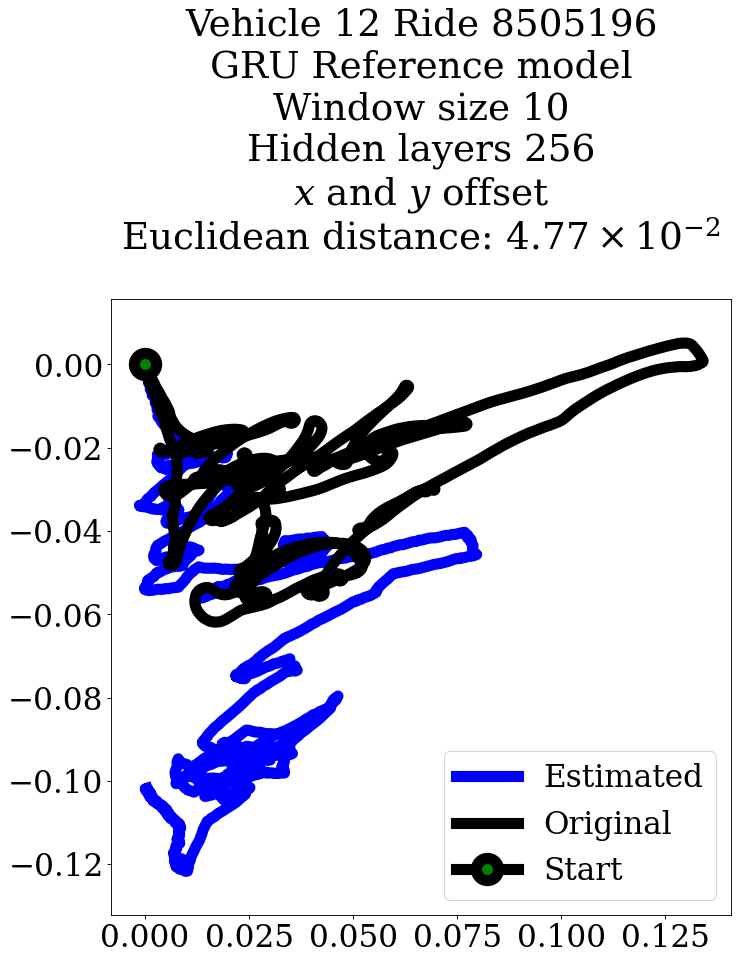 Vehicle 12 Ride 8505196
GRU Reference model
Window size 10
Hidden layers 256
x and y offset
Euclidean distance: 4.77 × 10⁻²
0.00
−0.02
−0.04
−0.06
−0.08
−0.10
−0.12
Estimated
Original
Start
0.000 0.025 0.050 0.075 0.100 0.125